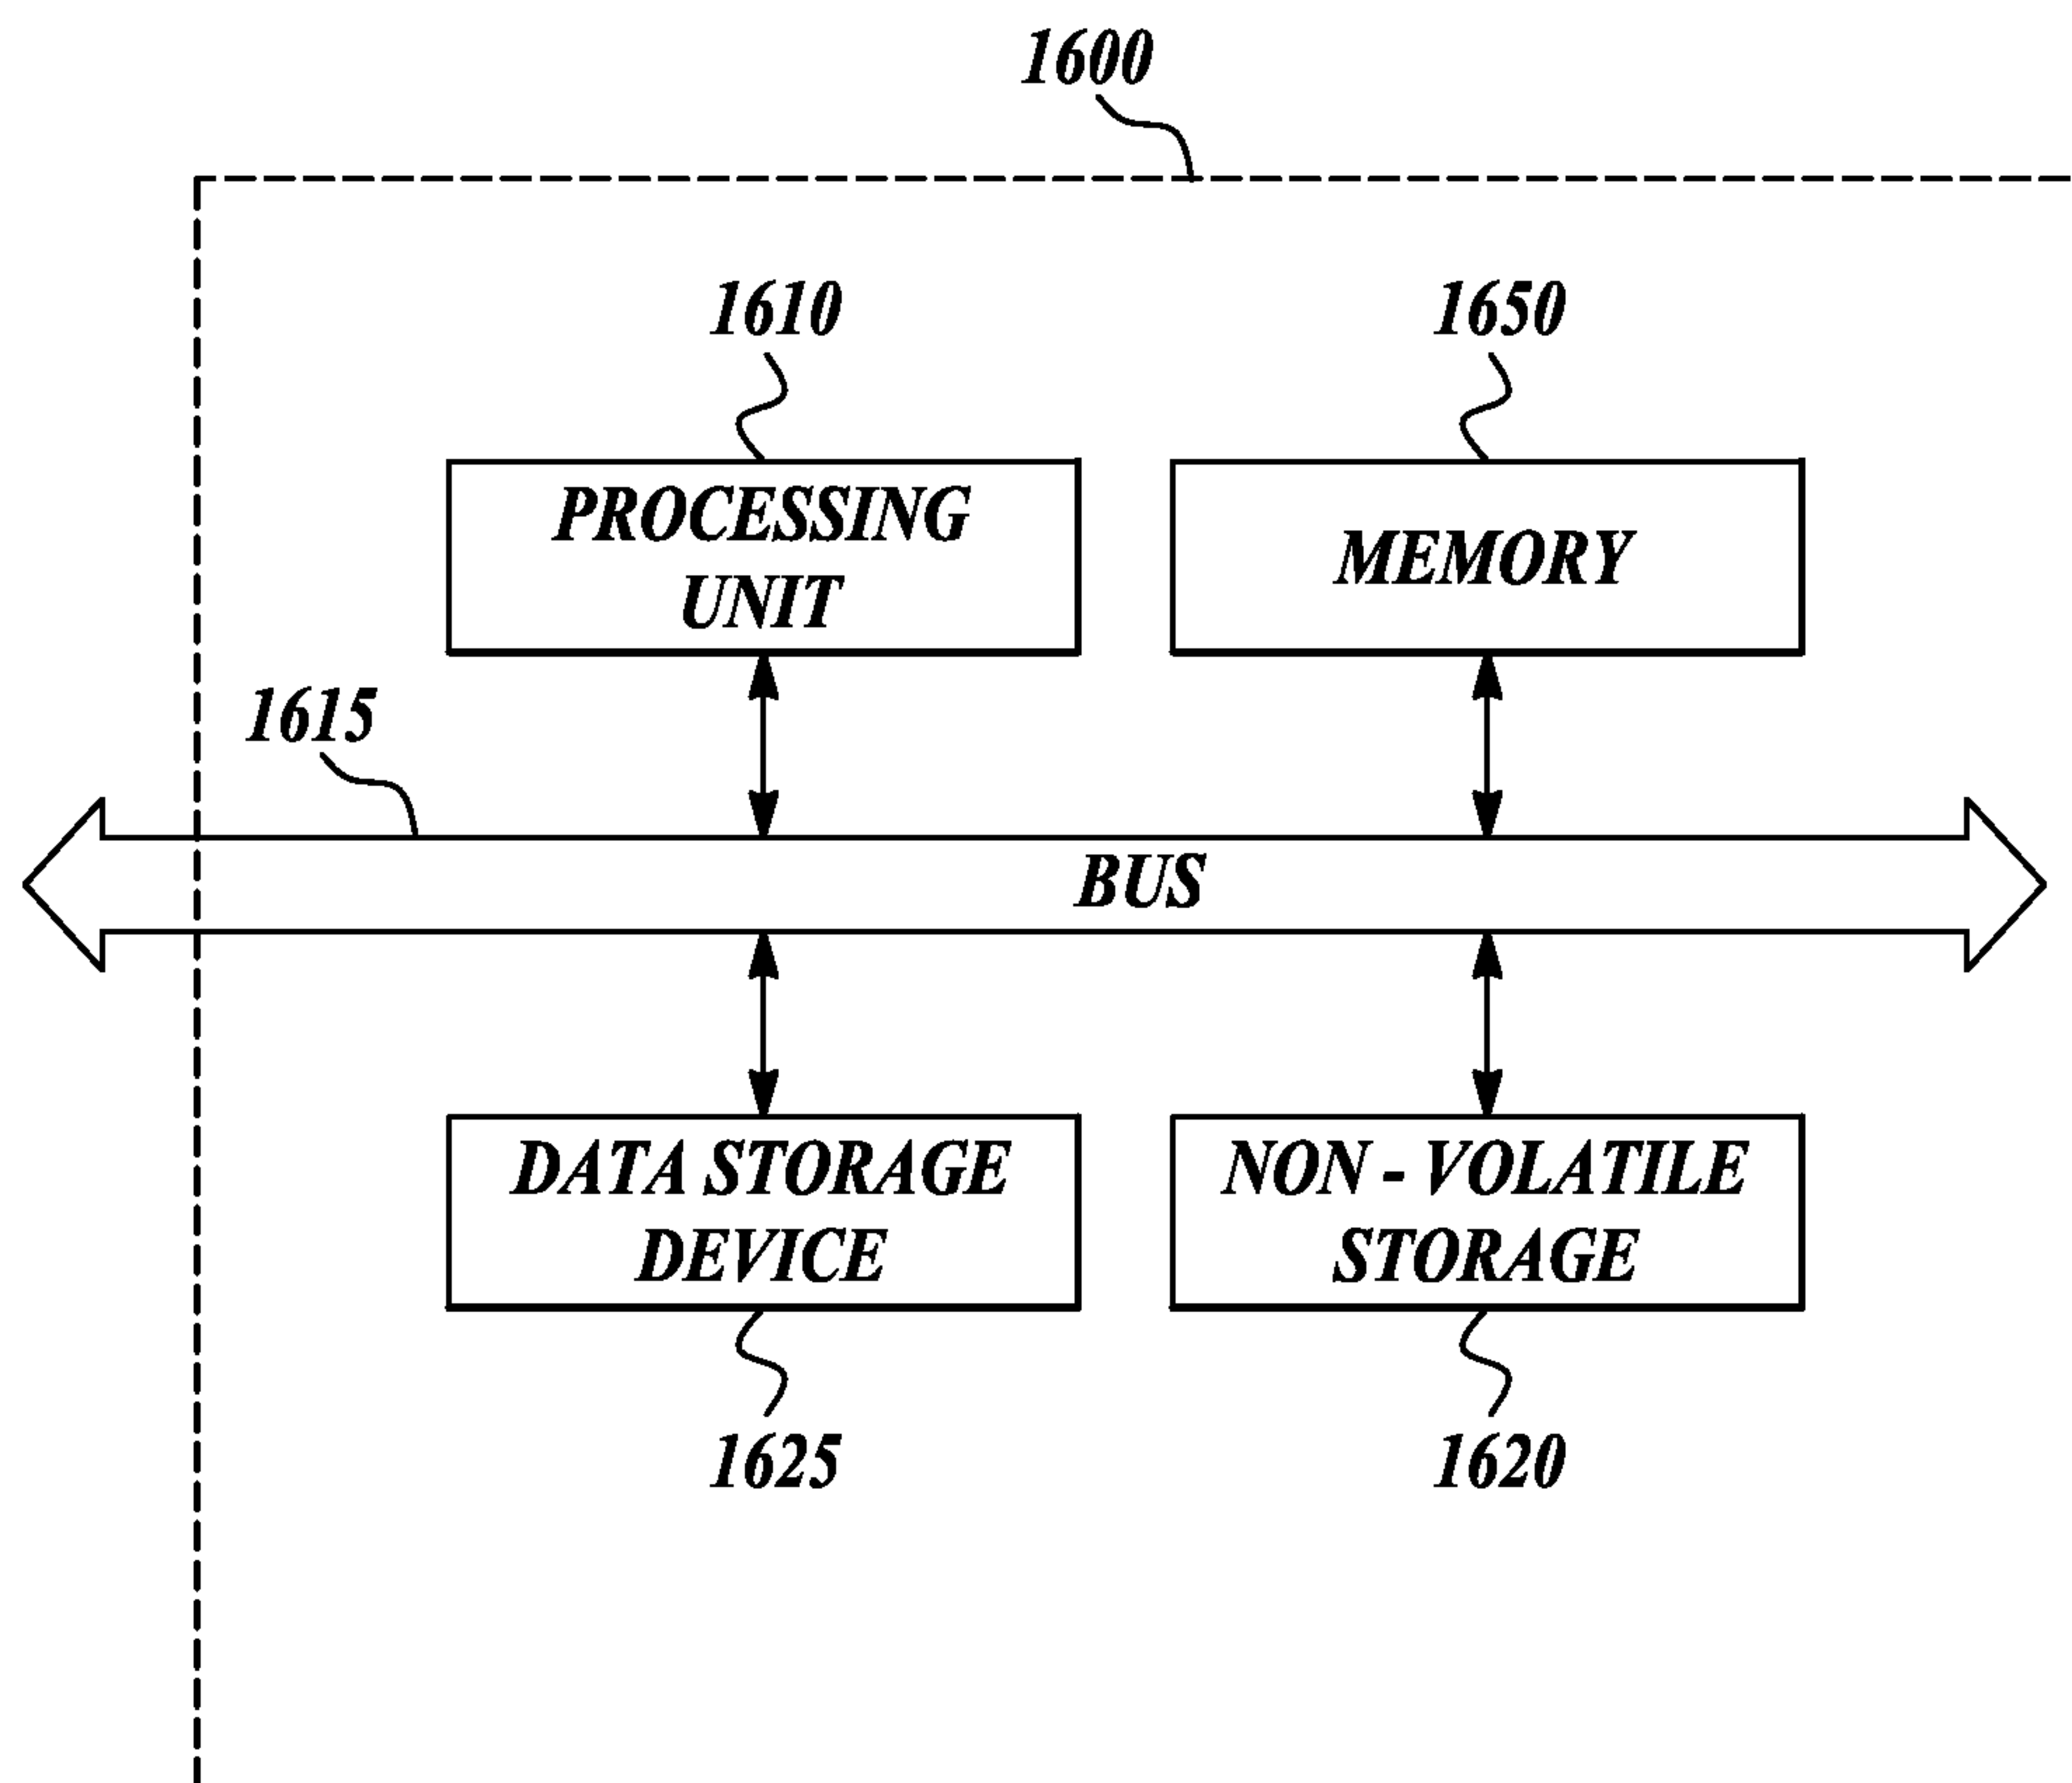 1600
1610
1650
PROCESSING
UNIT
MEMORY
1615
BUS
DATA STORAGE
DEVICE
NON - VOLATILE
STORAGE
1625
1620